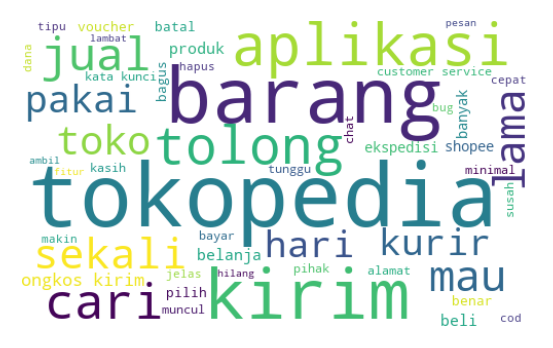 tipu voucher batal pesan
lambat
jual aplikasi
dana kata kunci produk hapus customer service
bagus barang cepat
pakai bug banyak lama
toko tolong chat ekspedisi shopee
ambil kasih tunggu minimal
fitur tokopedia susah
makin bayar hari kurir
sekali belanja
ongkos kirim jelas hilang pihak alamat mau
cari pilih kirim benar
muncul beli cod